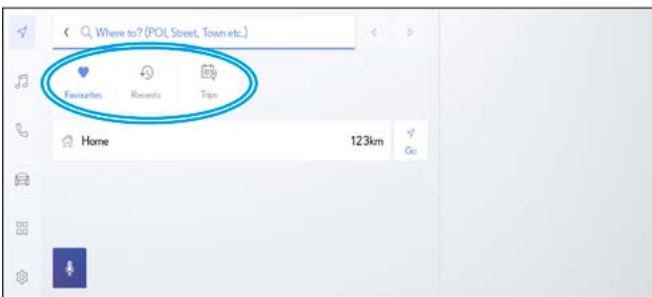 Where to? (POI, Street, Town etc.)
Favourites Recents Trips
Home 123km
Go